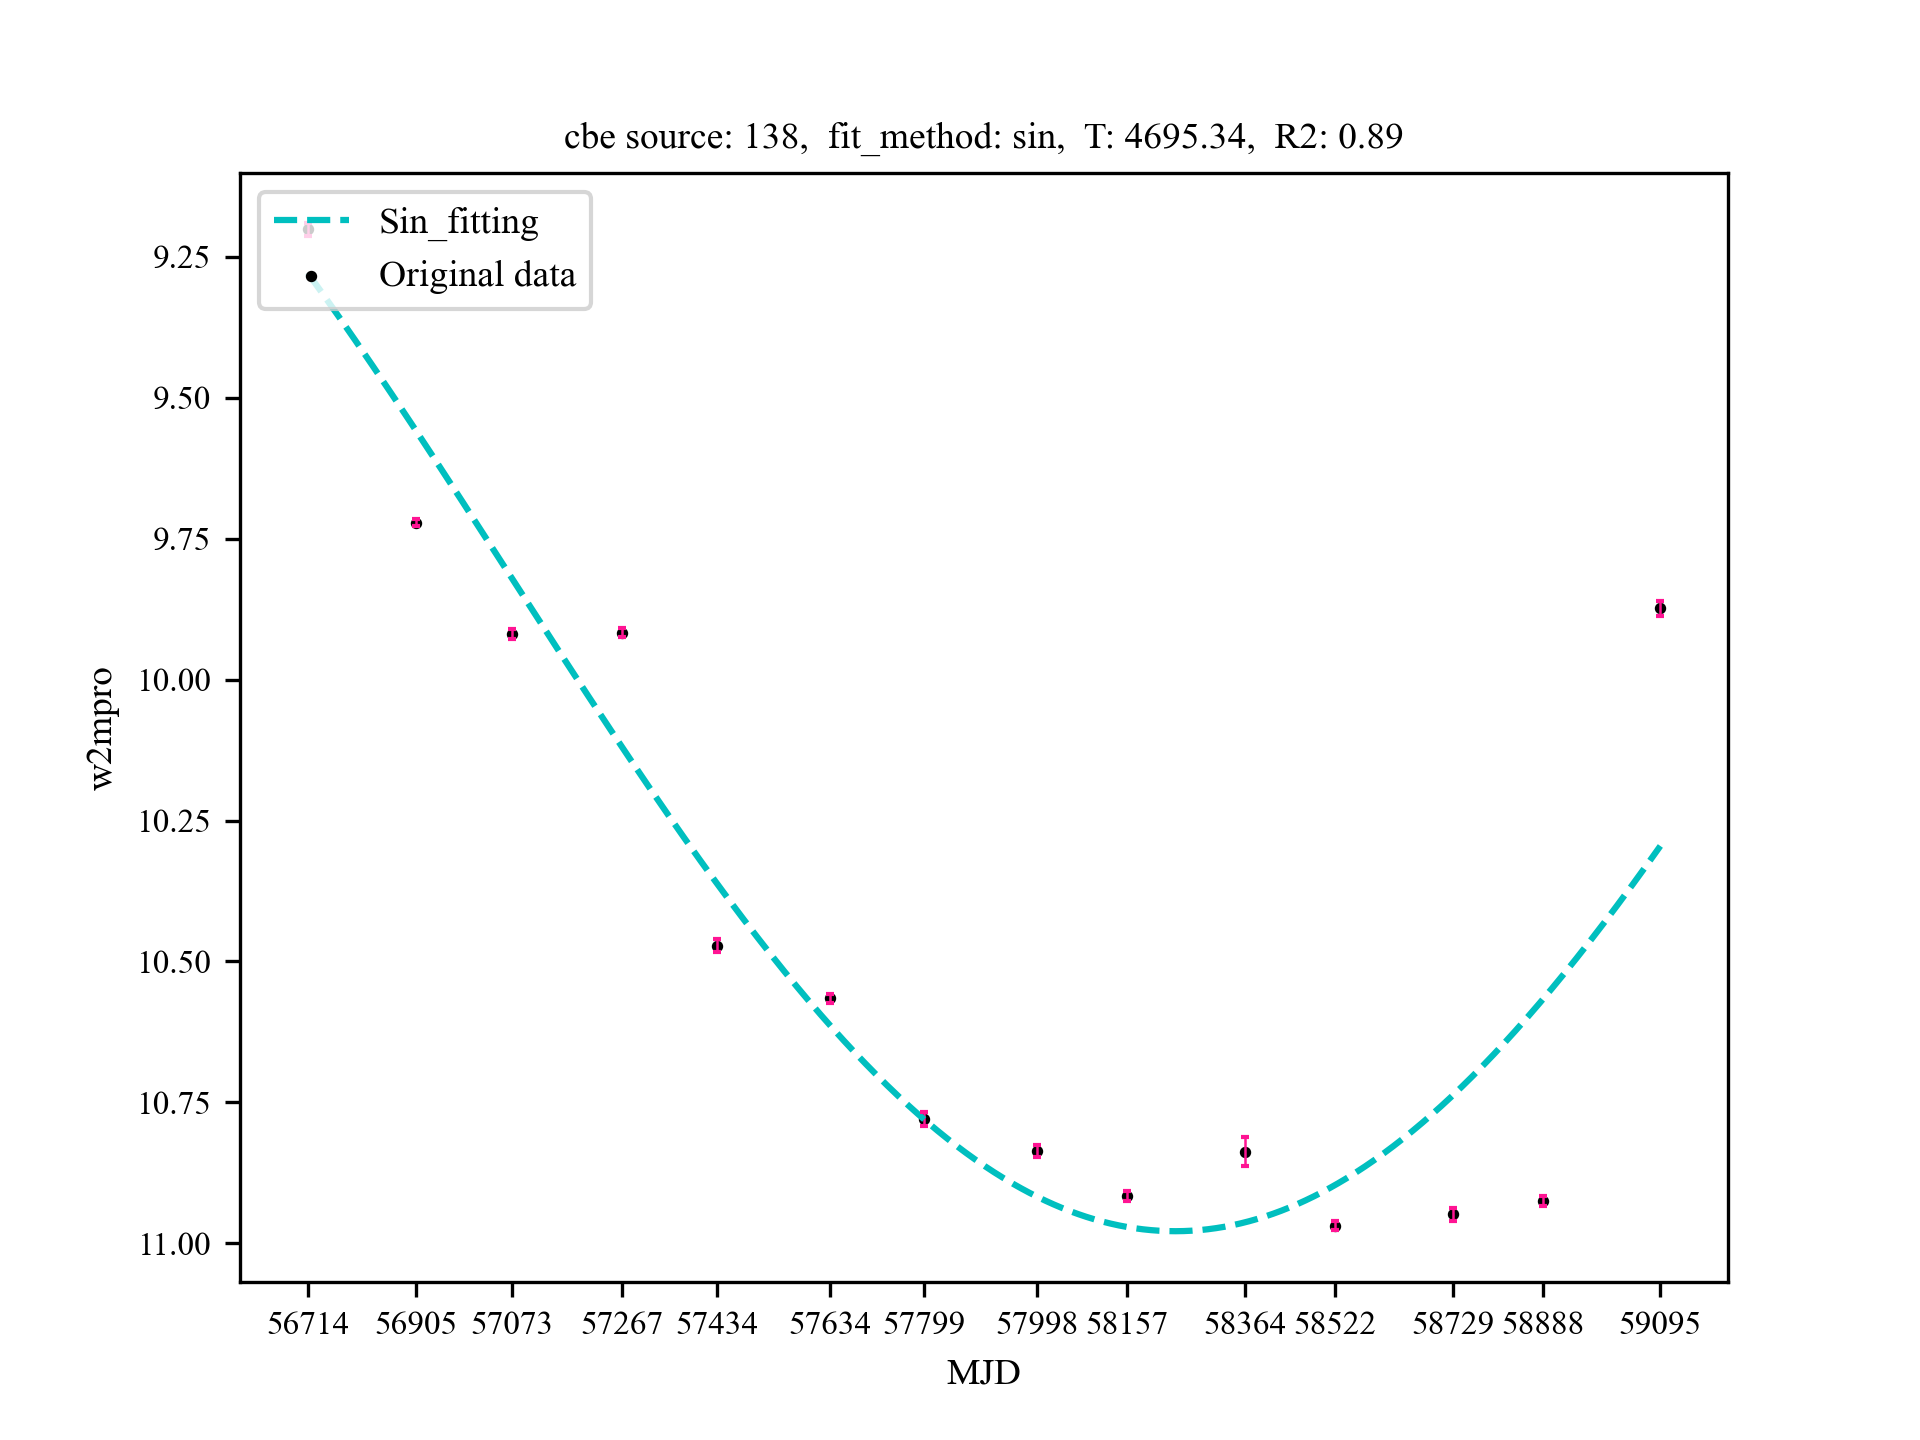 cbe source: 138,  fit_method: sin,  T: 4695.34,  R2: 0.89
Sin_fitting
Original data
9.25
9.50
9.75
10.00
10.25
10.50
10.75
11.00
w2mpro
56714 56905 57073 57267 57434 57634 57799 57998 58157 58364 58522 58729 58888 59095
MJD